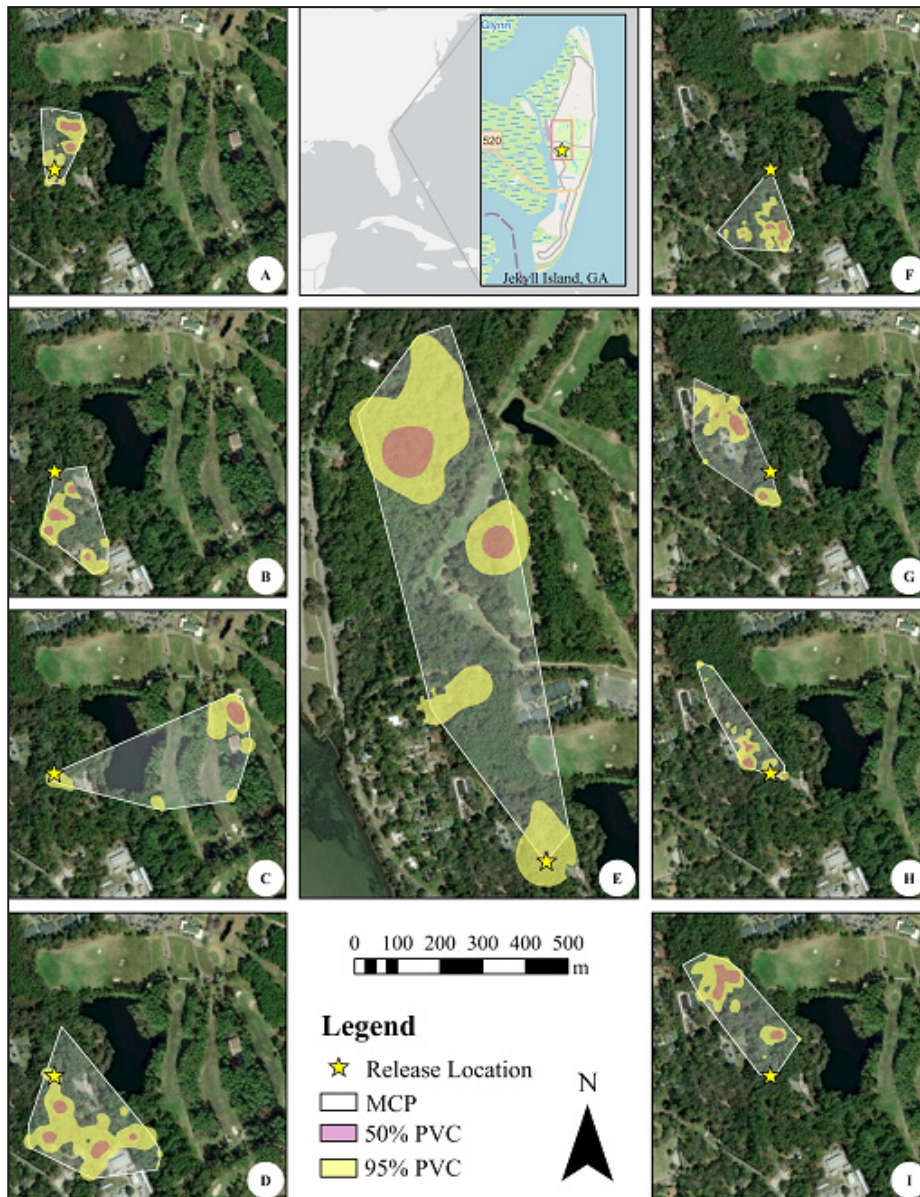 Glynn
520
Jekyll Island, GA
A
F
B
G
C
E
H
0 100 200 300 400 500
m
Legend
Release Location
MCP
50% PVC
95% PVC
N
D
I